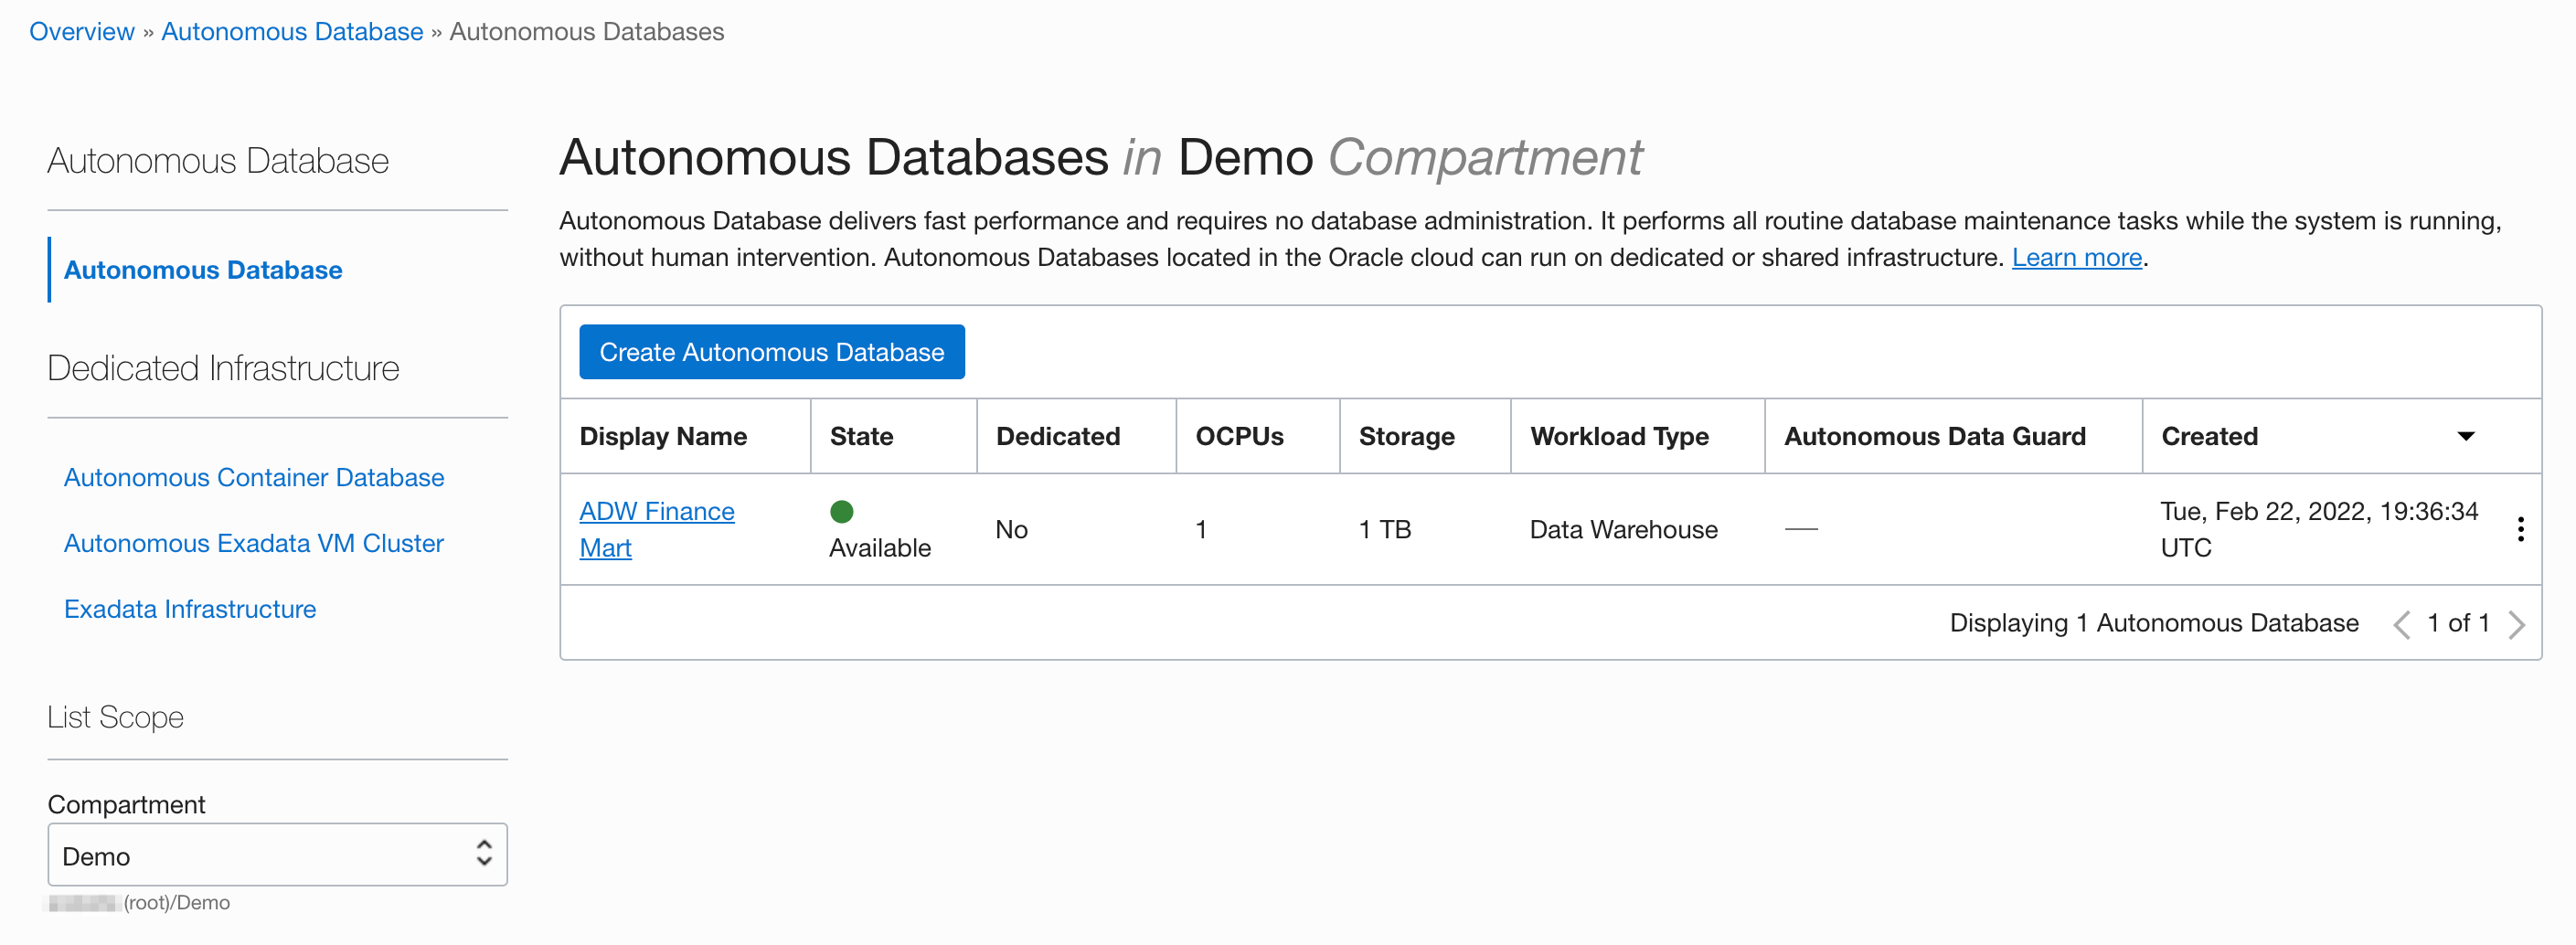 Overview » Autonomous Database » Autonomous Databases
Autonomous Database
Autonomous Database
Dedicated Infrastructure
Autonomous Container Database
Autonomous Exadata VM Cluster
Exadata Infrastructure
List Scope
Compartment
Demo
(root)/Demo
Autonomous Databases in Demo Compartment
Autonomous Database delivers fast performance and requires no database administration. It performs all routine database maintenance tasks while the system is running,
without human intervention. Autonomous Databases located in the Oracle cloud can run on dedicated or shared infrastructure. Learn more.
Create Autonomous Database
Display Name State Dedicated OCPUs Storage Workload Type Autonomous Data Guard Created
ADW Finance Mart Available No 1 1 TB Data Warehouse — Tue, Feb 22, 2022, 19:36:34 UTC
Displaying 1 Autonomous Database 1 of 1